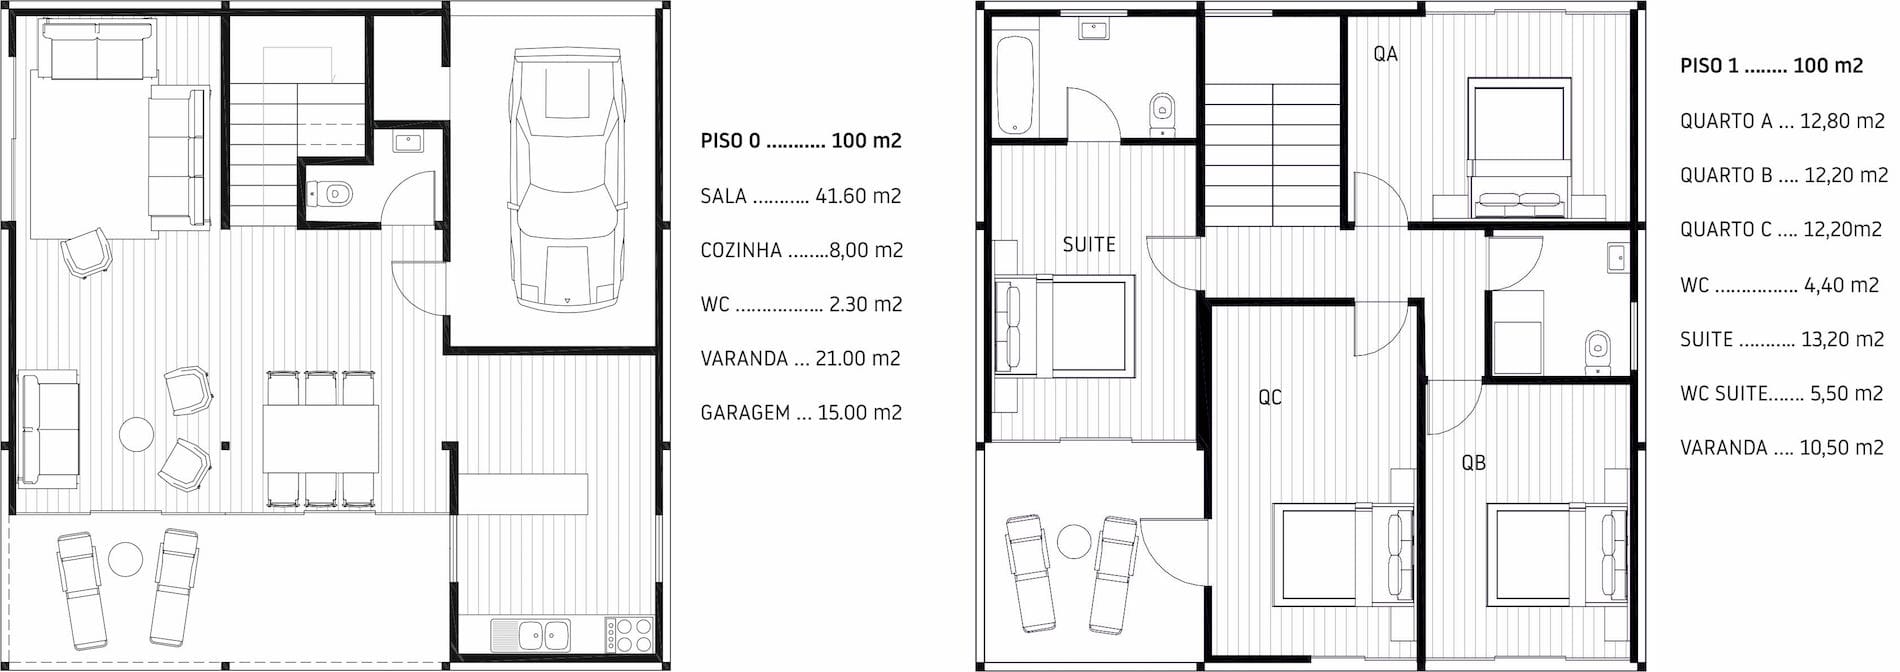 PISO 0 ........... 100 m2
SALA ........... 41.60 m2
COZINHA ........8,00 m2
WC ................. 2.30 m2
VARANDA ... 21.00 m2
GARAGEM ... 15.00 m2
QA
SUITE
QC
QB
PISO 1 ........ 100 m2
QUARTO A ... 12,80 m2
QUARTO B .... 12,20 m2
QUARTO C .... 12,20m2
WC ................ 4,40 m2
SUITE ........... 13,20 m2
WC SUITE....... 5,50 m2
VARANDA .... 10,50 m2